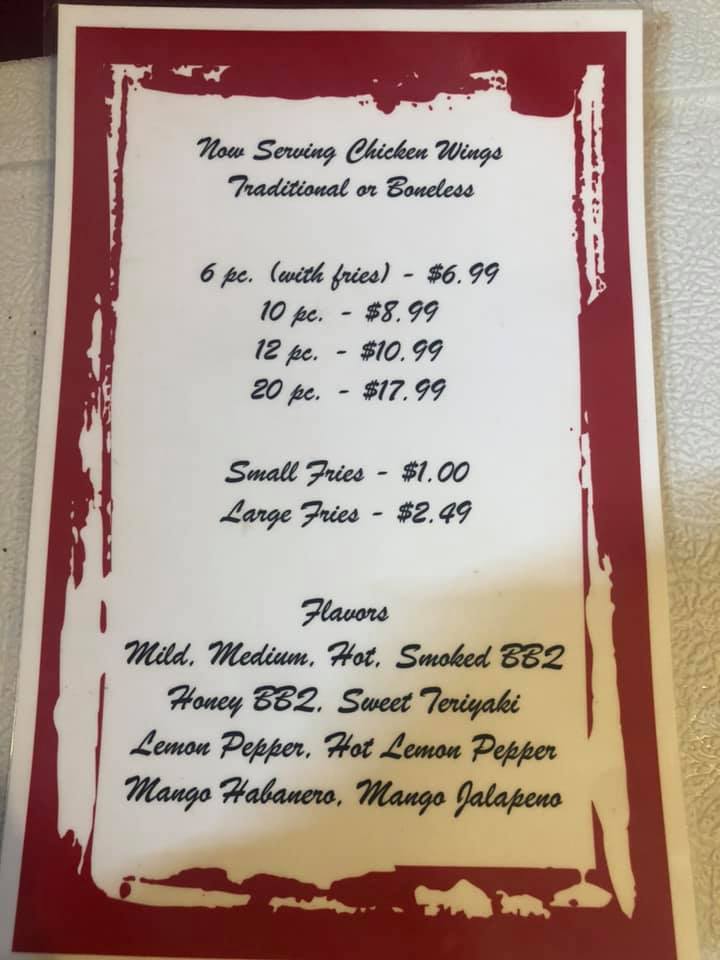 Now Serving Chicken Wings
Traditional or Boneless
6 pc. (with fries) - $6.99
10 pc. - $8.99
12 pc. - $10.99
20 pc. - $17.99
Small Fries - $1.00
Large Fries - $2.49
Flavors
Mild, Medium, Hot, Smoked BBQ
Honey BBQ, Sweet Teriyaki
Lemon Pepper, Hot Lemon Pepper
Mango Habanero, Mango Jalapeno